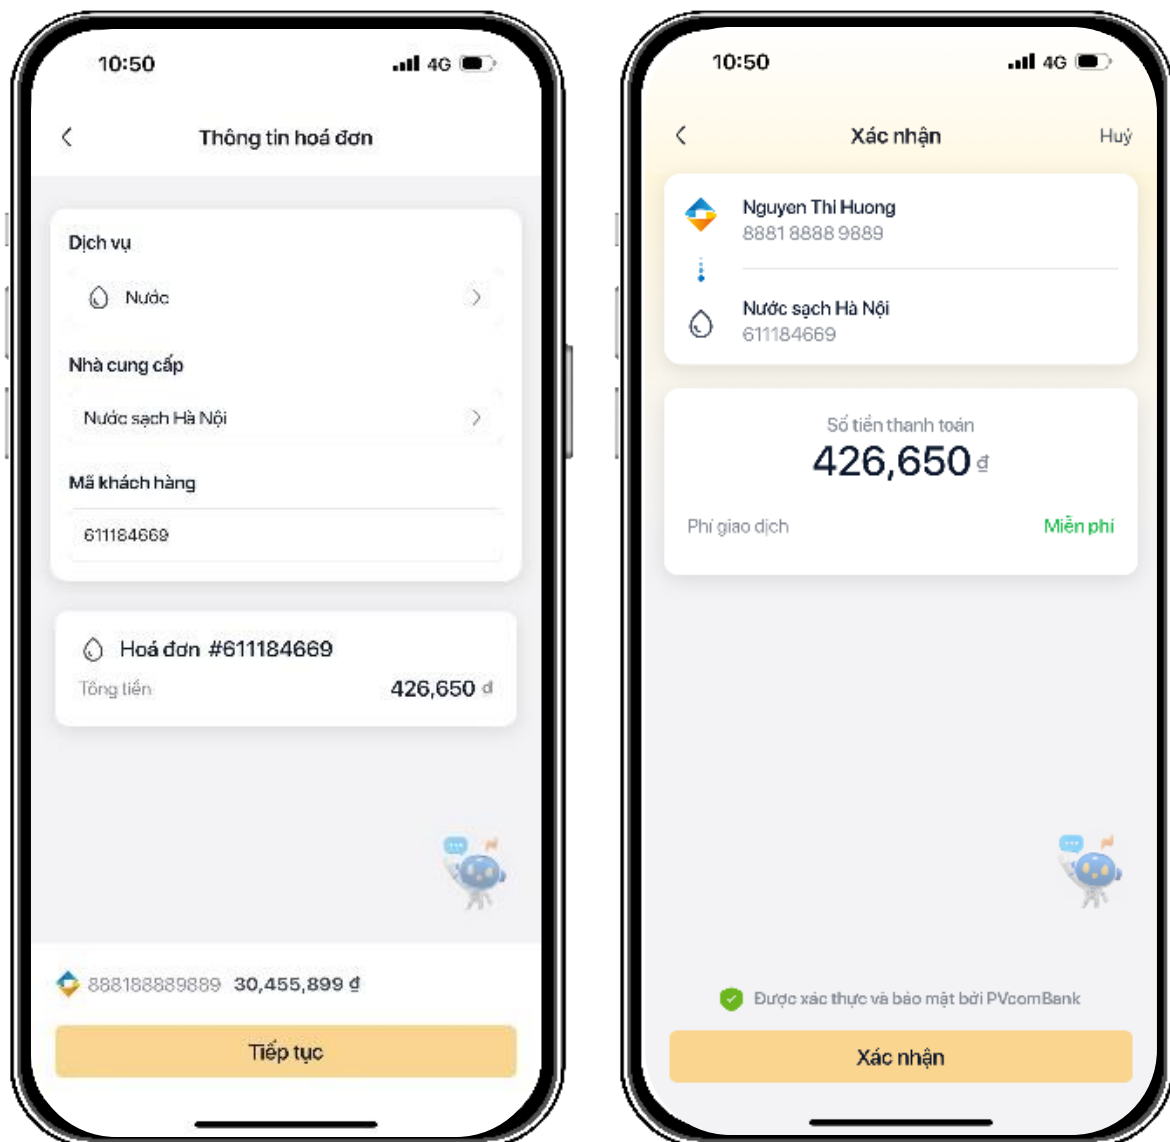 10:50
4G
Thông tin hoá đơn
Dịch vụ
Nước
Nhà cung cấp
Nước sạch Hà Nội
Mã khách hàng
611184669
Hoá đơn #611184669
Tổng tiền 426,650 đ
888188889889 30,455,899 đ
Tiếp tục
10:50
4G
Xác nhận
Huỷ
Nguyen Thi Huong
8881 8888 9889
Nước sạch Hà Nội
611184669
Số tiền thanh toán
426,650 đ
Phí giao dịch Miễn phí
Được xác thực và bảo mật bởi PVcomBank
Xác nhận